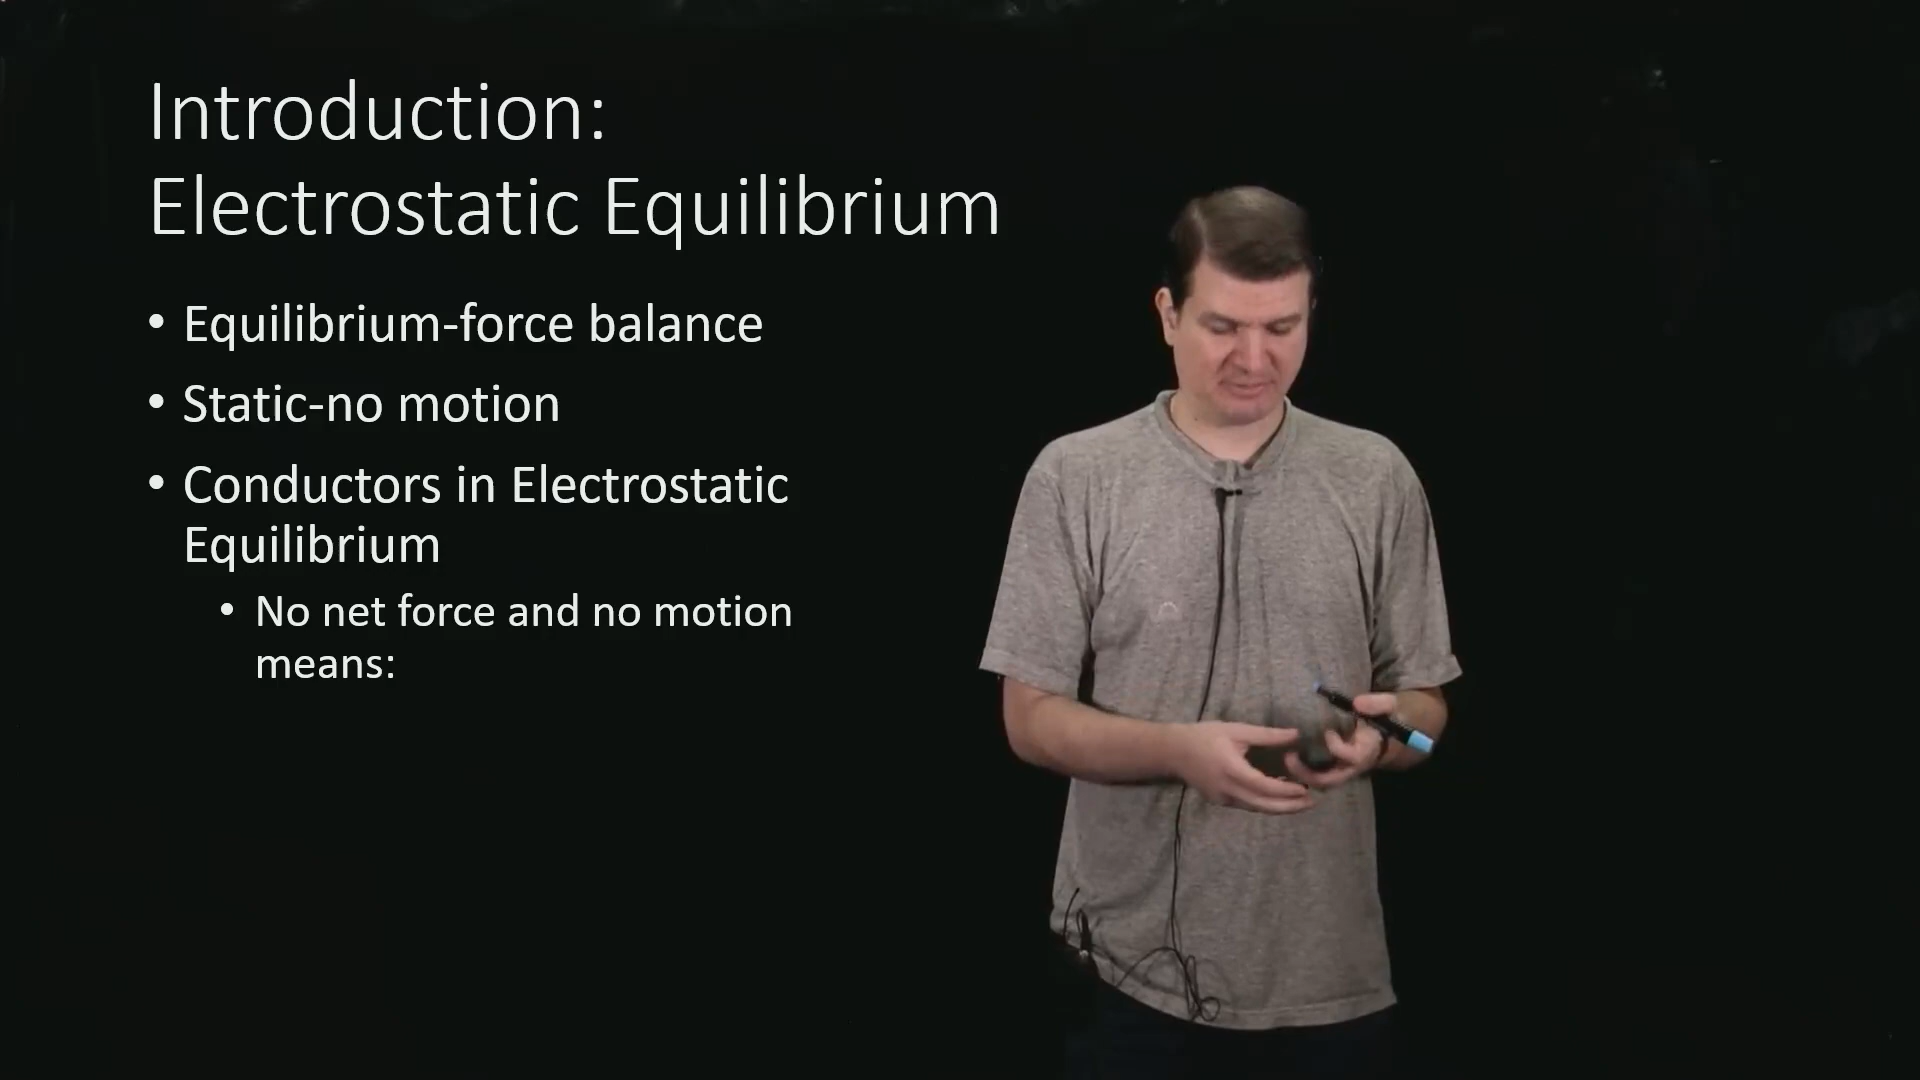 Introduction:
Electrostatic Equilibrium
• Equilibrium-force balance
• Static-no motion
• Conductors in Electrostatic
Equilibrium
• No net force and no motion
means: